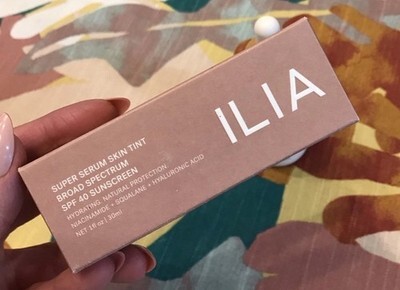 ILIA
SUPER SERUM SKIN TINT
BROAD SPECTRUM
SPF 40 SUNSCREEN
HYDRATING. NATURAL PROTECTION.
NIACINAMIDE + SQUALANE + HYALURONIC ACID
NET 1 fl oz | 30ml